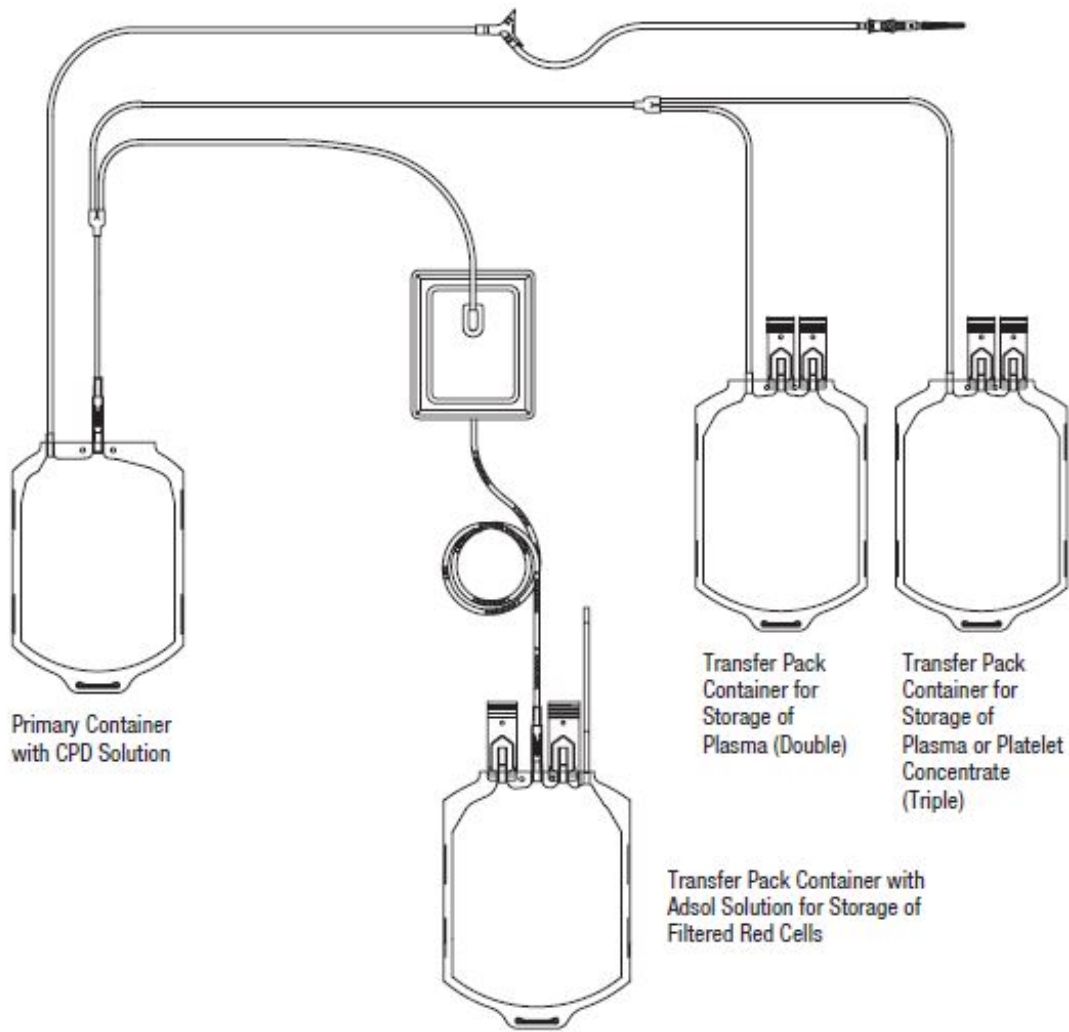 Primary Container
with CPD Solution
Transfer Pack
Container for
Storage of
Plasma (Double)
Transfer Pack
Container for
Storage of
Plasma or Platelet
Concentrate
(Triple)
Transfer Pack Container with
Adsol Solution for Storage of
Filtered Red Cells